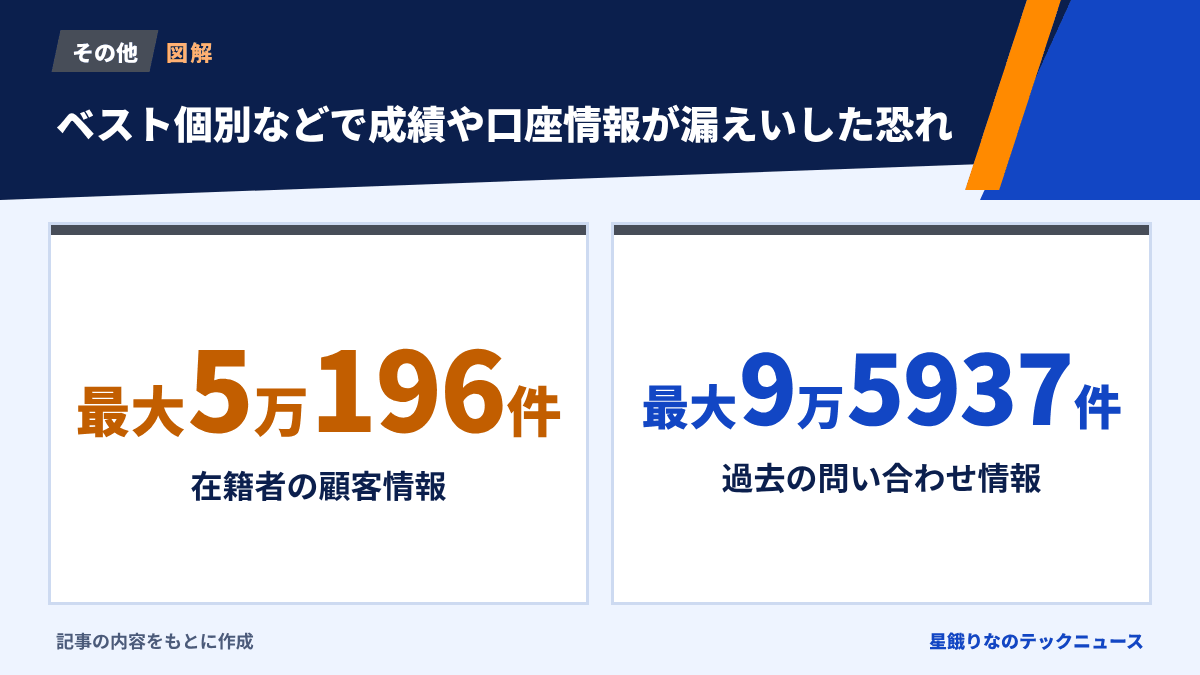 その他 図解
ベスト個別などで成績や口座情報が漏えいした恐れ
最大5万196件
在籍者の顧客情報
最大9万5937件
過去の問い合わせ情報
記事の内容をもとに作成
星餓りなのテックニュース